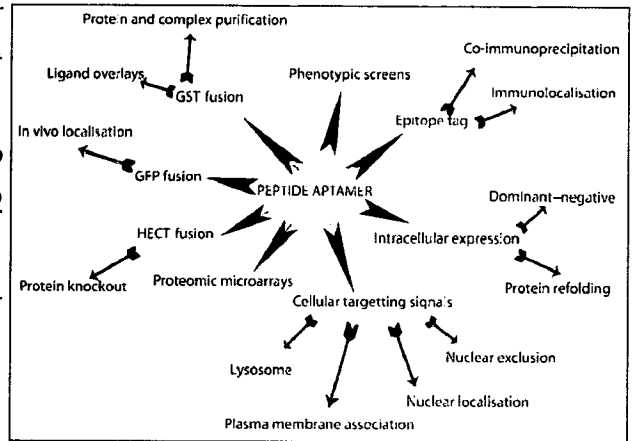 Protein and complex purification
Co-immunoprecipitation
Ligand overlays
Phenotypic screens
Immunolocalisation
GST fusion
Epitope tag
In vivo localisation
GFP fusion
PEPTIDE APTAMER
Dominant-negative
HECT fusion
Intracellular expression
Protein knockout
Proteomic microarrays
Protein refolding
Cellular targetting signals
Nuclear exclusion
Lysosome
Nuclear localisation
Plasma membrane association